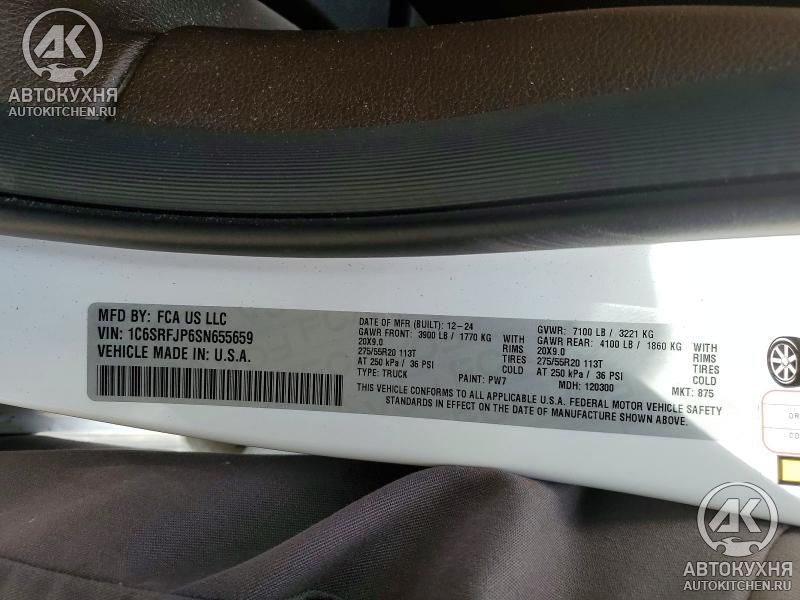 АК
АВТОКУХНЯ
AUTOKITCHEN.RU
MFD BY: FCA US LLC
VIN: 1C6SRFJP6SN655659
VEHICLE MADE IN: U.S.A.
DATE OF MFR (BUILT): 12-24
GAWR FRONT: 3900 LB / 1770 KG
20X9.0 RIMS
275/55R20 113T TIRES
AT 250 kPa / 36 PSI COLD
TYPE: TRUCK PAINT: PW7
GVWR: 7100 LB / 3221 KG
GAWR REAR: 4100 LB / 1860 KG
20X9.0 RIMS
275/55R20 113T TIRES
AT 250 kPa / 36 PSI COLD
MDH: 120300 MKT: 875
THIS VEHICLE CONFORMS TO ALL APPLICABLE U.S.A. FEDERAL MOTOR VEHICLE SAFETY
STANDARDS IN EFFECT ON THE DATE OF MANUFACTURE SHOWN ABOVE.
DR
CO
АК
АВТОКУХНЯ
AUTOKITCHEN.RU